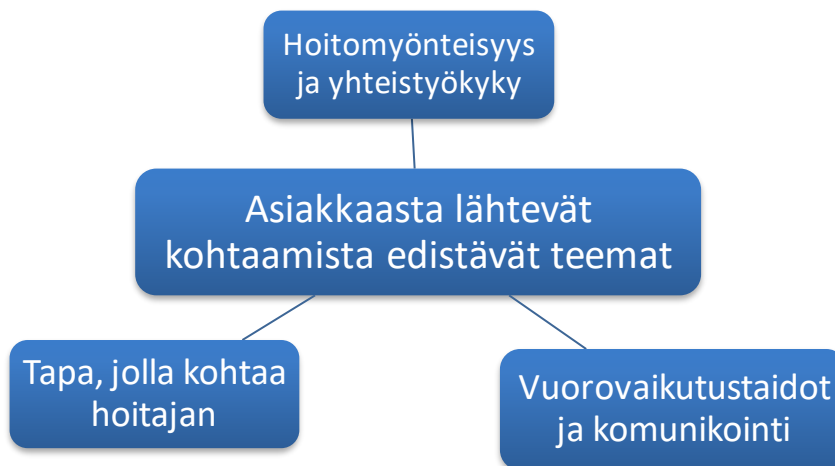 Hoitomyönteisyys
ja yhteistyökyky
Asiakkaasta lähtevät
kohtaamista edistävät teemat
Tapa, jolla kohtaa
hoitajan
Vuorovaikutustaidot
ja komunikointi